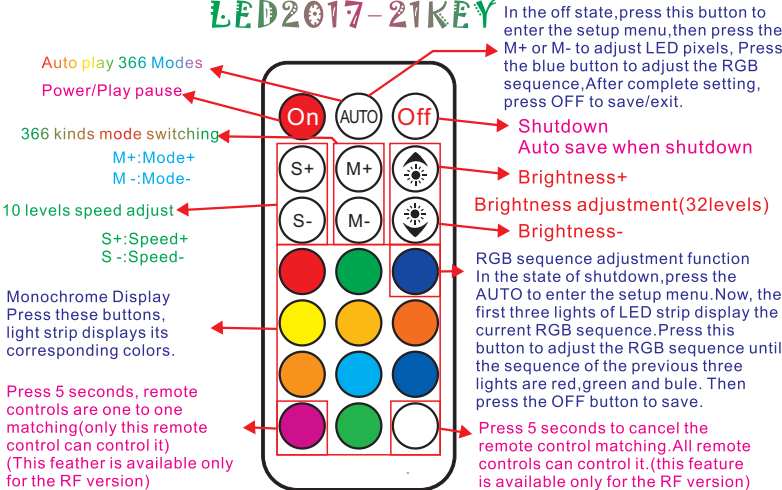 LED2017-21KEY
In the off state,press this button to
enter the setup menu,then press the
M+ or M- to adjust LED pixels, Press
the blue button to adjust the RGB
sequence,After complete setting,
press OFF to save/exit.
Auto play 366 Modes
Power/Play pause
On
AUTO
Off
Shutdown
Auto save when shutdown
366 kinds mode switching
M+:Mode+
M -:Mode-
S+
M+
Brightness+
Brightness adjustment(32levels)
10 levels speed adjust
S+:Speed+
S -:Speed-
S-
M-
Brightness-
RGB sequence adjustment function
In the state of shutdown,press the
AUTO to enter the setup menu.Now, the
first three lights of LED strip display the
current RGB sequence.Press this
button to adjust the RGB sequence until
the sequence of the previous three
lights are red,green and bule. Then
press the OFF button to save.
Monochrome Display
Press these buttons,
light strip displays its
corresponding colors.
Press 5 seconds, remote
controls are one to one
matching(only this remote
control can control it)
(This feather is available only
for the RF version)
Press 5 seconds to cancel the
remote control matching.All remote
controls can control it.(this feature
is available only for the RF version)